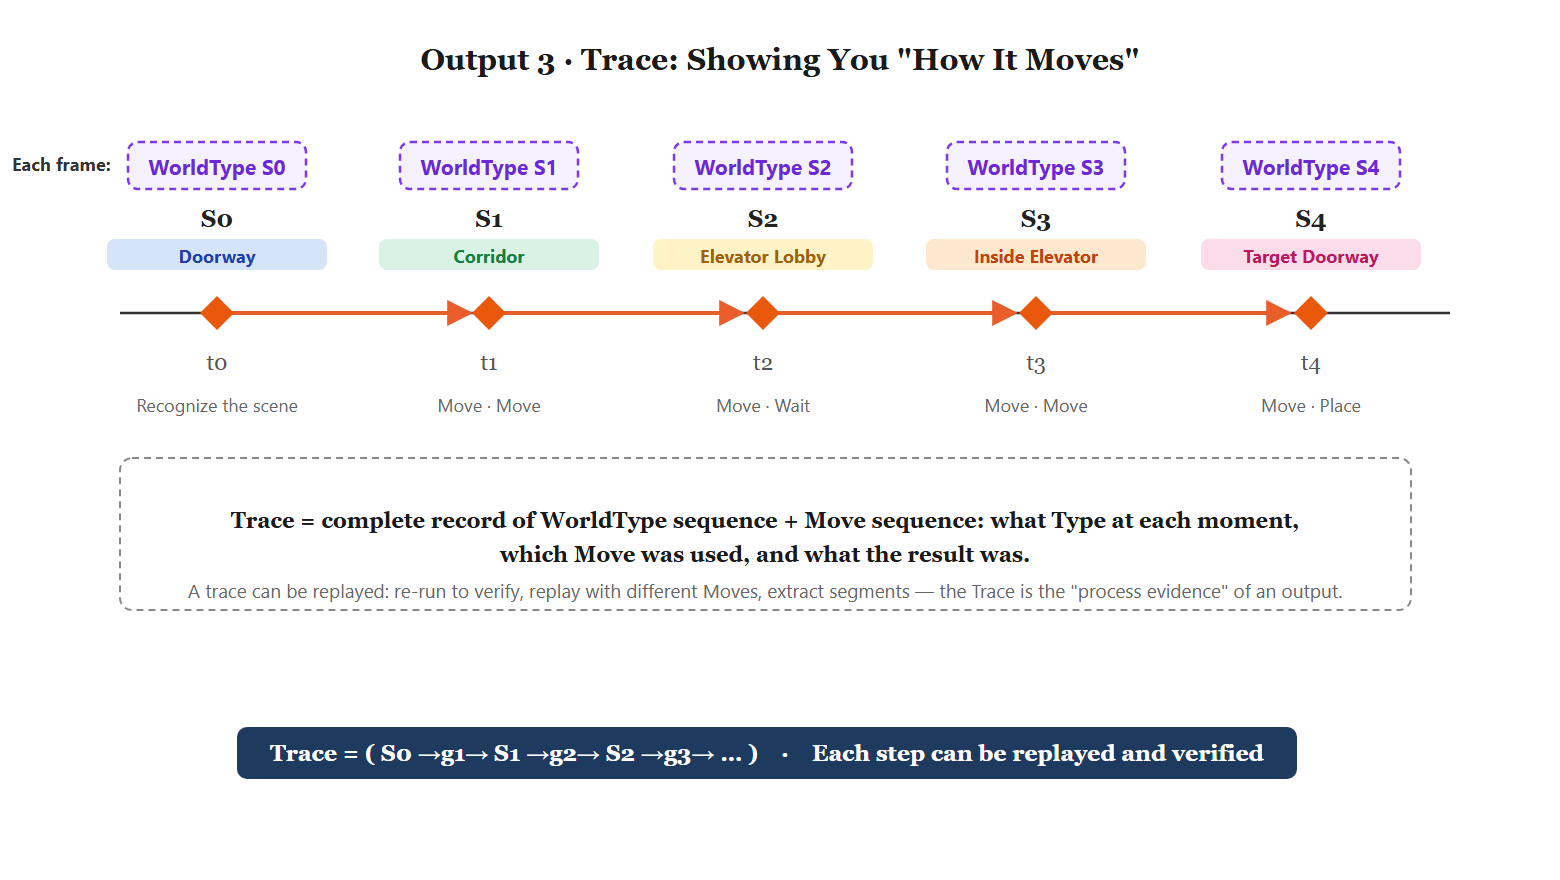 Output 3 · Trace: Showing You "How It Moves"
Each frame:
WorldType S0
WorldType S1
WorldType S2
WorldType S3
WorldType S4
S0
S1
S2
S3
S4
Doorway
Corridor
Elevator Lobby
Inside Elevator
Target Doorway
t0
t1
t2
t3
t4
Recognize the scene
Move · Move
Move · Wait
Move · Move
Move · Place
Trace = complete record of WorldType sequence + Move sequence: what Type at each moment,
which Move was used, and what the result was.
A trace can be replayed: re-run to verify, replay with different Moves, extract segments — the Trace is the "process evidence" of an output.
Trace = ( S0 →g1→ S1 →g2→ S2 →g3→ ... ) · Each step can be replayed and verified